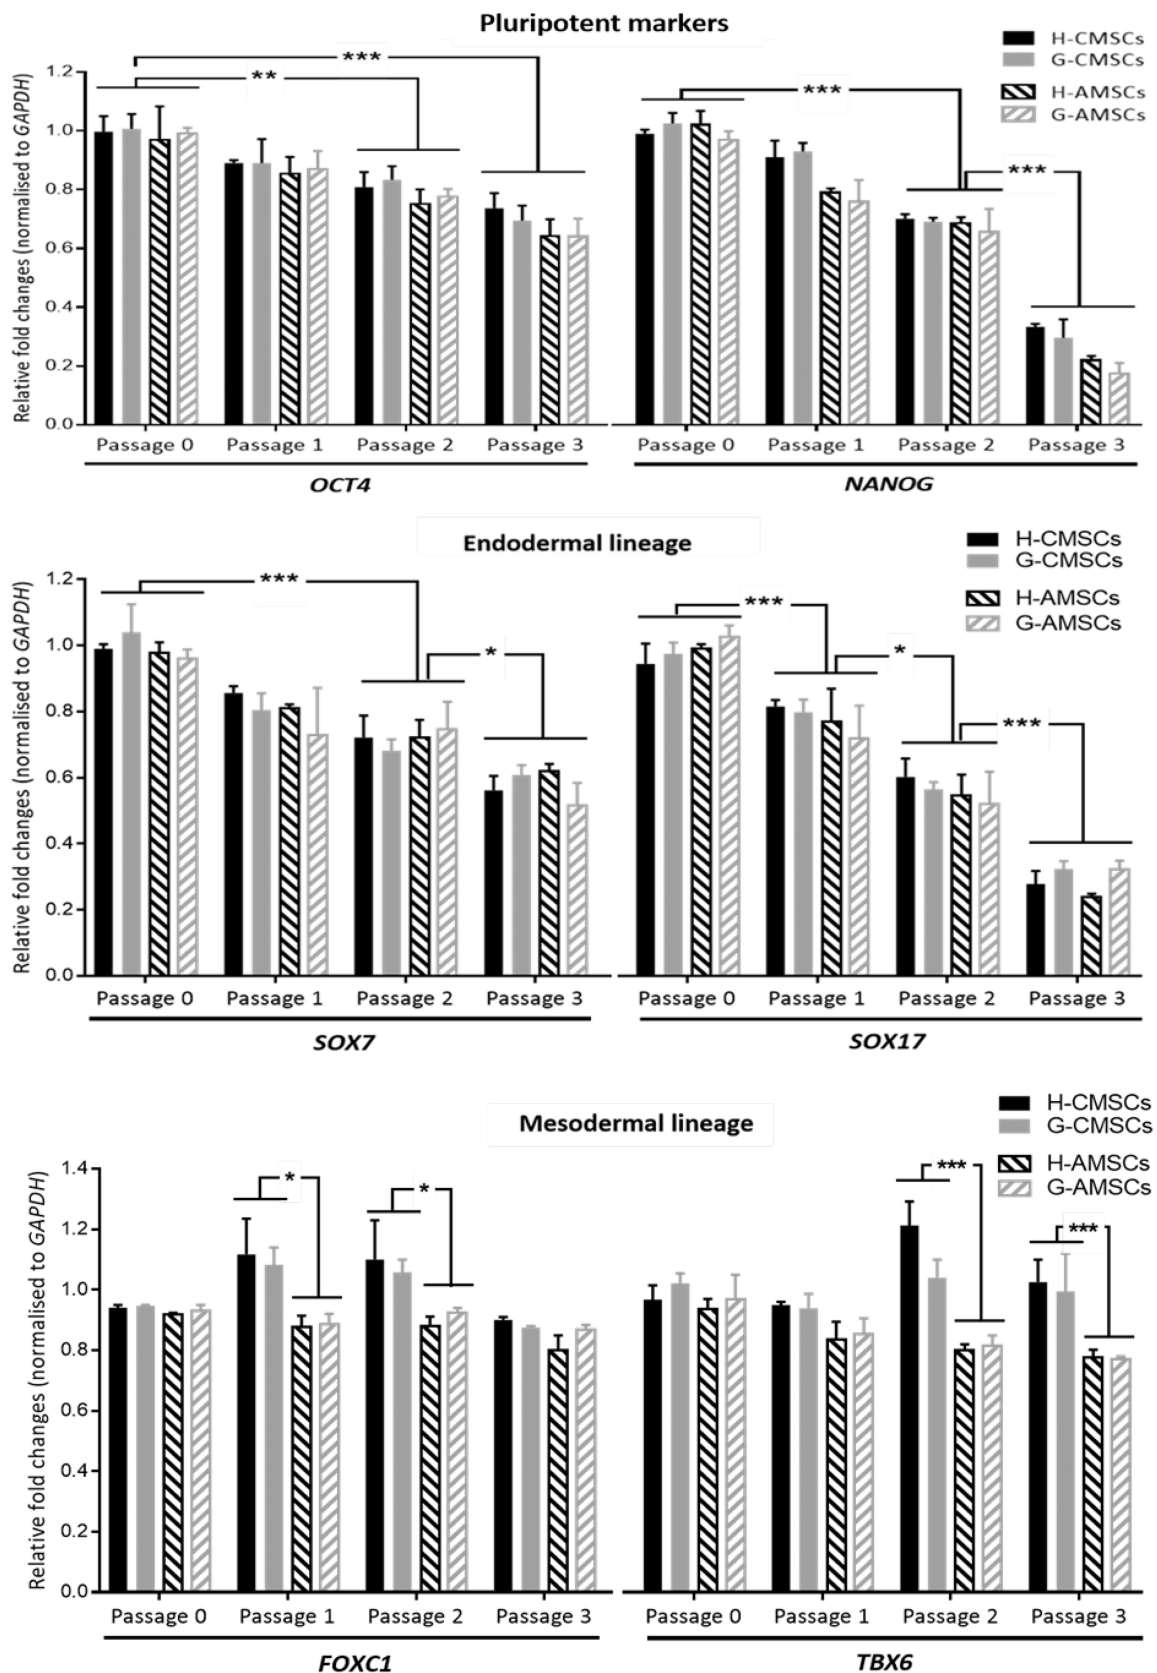 Pluripotent markers
H-CMSCs
G-CMSCs
H-AMSCs
G-AMSCs
Relative fold changes (normalised to GAPDH)
1.2
1.0
0.8
0.6
0.4
0.2
0.0
***
**
***
***
Passage 0 Passage 1 Passage 2 Passage 3
Passage 0 Passage 1 Passage 2 Passage 3
OCT4
NANOG
Endodermal lineage
H-CMSCs
G-CMSCs
H-AMSCs
G-AMSCs
Relative fold changes (normalised to GAPDH)
1.2
1.0
0.8
0.6
0.4
0.2
0.0
***
*
***
*
***
Passage 0 Passage 1 Passage 2 Passage 3
Passage 0 Passage 1 Passage 2 Passage 3
SOX7
SOX17
Mesodermal lineage
H-CMSCs
G-CMSCs
H-AMSCs
G-AMSCs
Relative fold changes (normalised to GAPDH)
1.4
1.2
1.0
0.8
0.6
0.4
0.2
0.0
*
*
***
***
Passage 0 Passage 1 Passage 2 Passage 3
Passage 0 Passage 1 Passage 2 Passage 3
FOXC1
TBX6